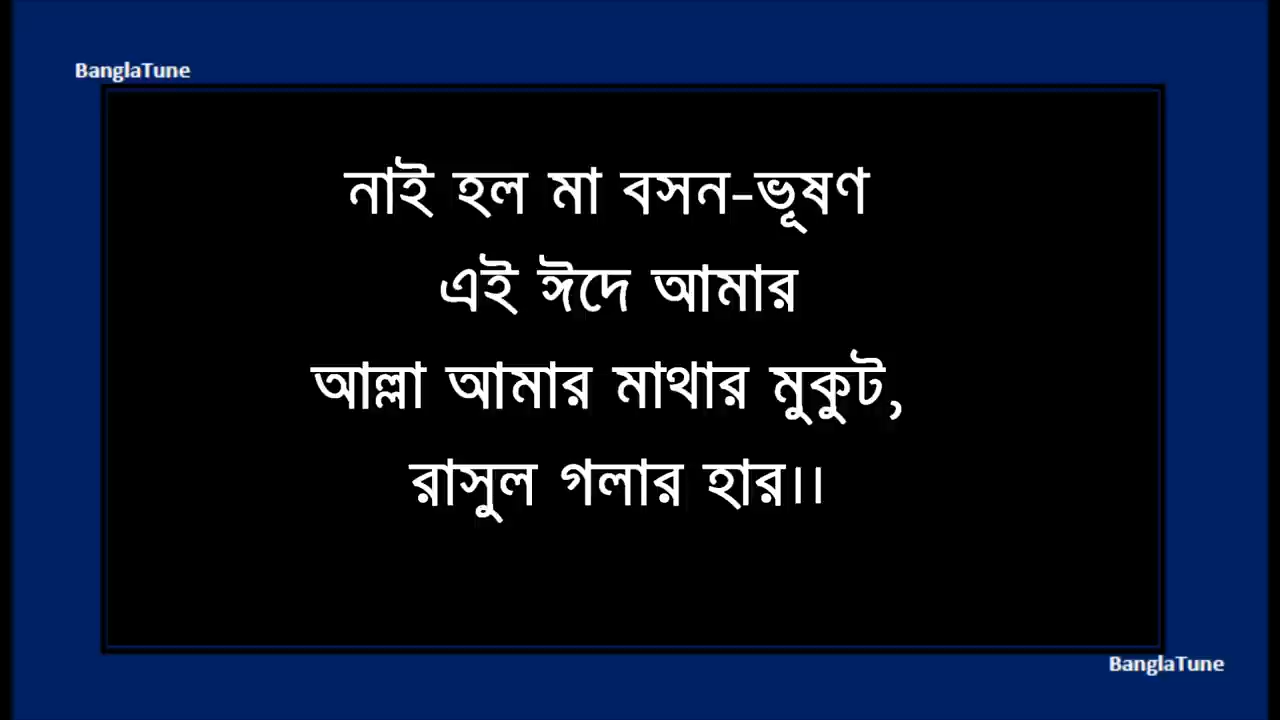 BanglaTune
নাই হল মা বসন-ভূষণ
এই ঈদে আমার
আল্লা আমার মাথার মুকুট,
রাসুল গলার হার।।
BanglaTune